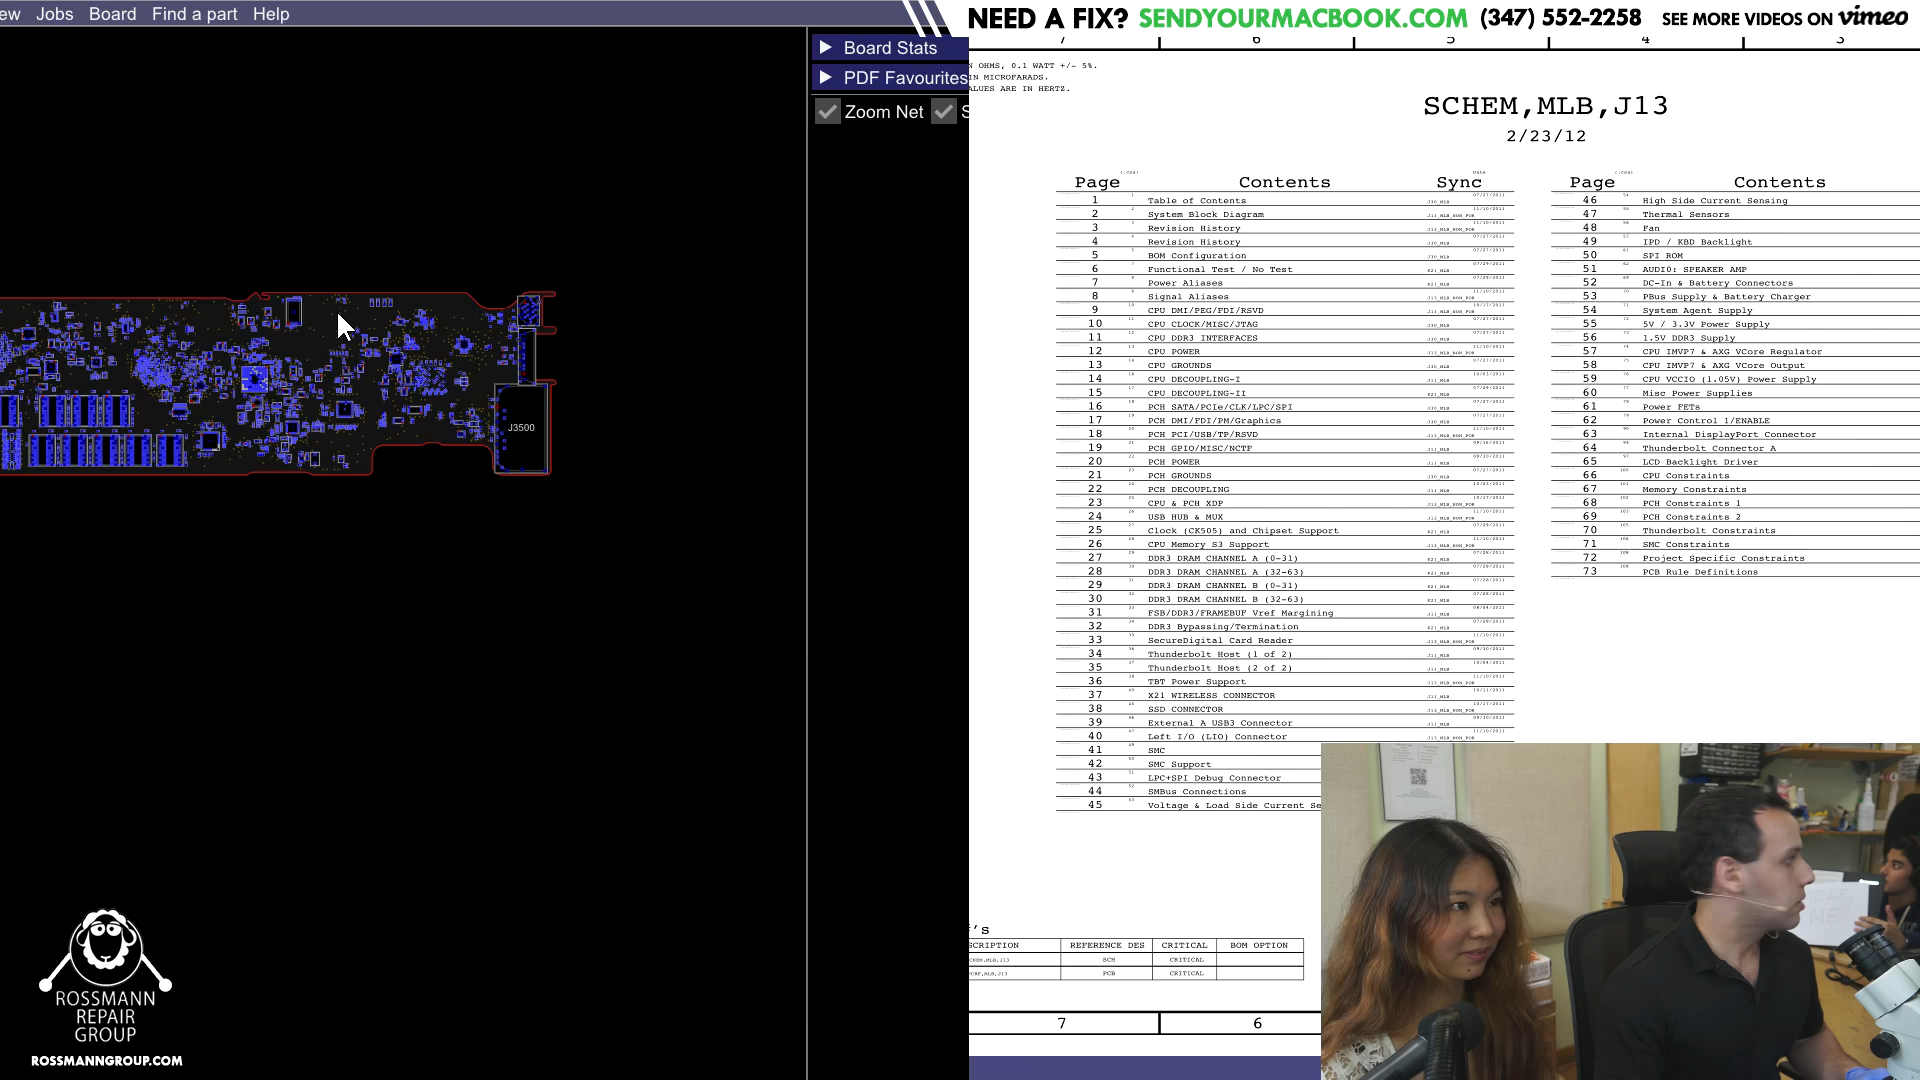 ew Jobs Board Find a part Help
NEED A FIX? SENDYOURMACBOOK.COM (347) 552-2258 SEE MORE VIDEOS ON vimeo
Board Stats
PDF Favourites
Zoom Net S
7 6 5 4 3
N OHMS, 0.1 WATT +/- 5%.
IN MICROFARADS.
ALUES ARE IN HERTZ.
SCHEM,MLB,J13
2/23/12
Page Contents Sync
1 Table of Contents
2 System Block Diagram
3 Revision History
4 Revision History
5 BOM Configuration
6 Functional Test / No Test
7 Power Aliases
8 Signal Aliases
9 CPU DMI/PEG/FDI/RSVD
10 CPU CLOCK/MISC/JTAG
11 CPU DDR3 INTERFACES
12 CPU POWER
13 CPU GROUNDS
14 CPU DECOUPLING-I
15 CPU DECOUPLING-II
16 PCH SATA/PCIe/CLK/LPC/SPI
17 PCH DMI/FDI/PM/Graphics
18 PCH PCI/USB/TP/RSVD
19 PCH GPIO/MISC/NCTF
20 PCH POWER
21 PCH GROUNDS
22 PCH DECOUPLING
23 CPU & PCH XDP
24 USB HUB & MUX
25 Clock (CK505) and Chipset Support
26 CPU Memory S3 Support
27 DDR3 DRAM CHANNEL A (0-31)
28 DDR3 DRAM CHANNEL A (32-63)
29 DDR3 DRAM CHANNEL B (0-31)
30 DDR3 DRAM CHANNEL B (32-63)
31 FSB/DDR3/FRAMEBUF Vref Margining
32 DDR3 Bypassing/Termination
33 SecureDigital Card Reader
34 Thunderbolt Host (1 of 2)
35 Thunderbolt Host (2 of 2)
36 TBT Power Support
37 X21 WIRELESS CONNECTOR
38 SSD CONNECTOR
39 External A USB3 Connector
40 Left I/O (LIO) Connector
41 SMC
42 SMC Support
43 LPC+SPI Debug Connector
44 SMBus Connections
45 Voltage & Load Side Current Se
Page Contents
46 High Side Current Sensing
47 Thermal Sensors
48 Fan
49 IPD / KBD Backlight
50 SPI ROM
51 AUDI0: SPEAKER AMP
52 DC-In & Battery Connectors
53 PBus Supply & Battery Charger
54 System Agent Supply
55 5V / 3.3V Power Supply
56 1.5V DDR3 Supply
57 CPU IMVP7 & AXG VCore Regulator
58 CPU IMVP7 & AXG VCore Output
59 CPU VCCIO (1.05V) Power Supply
60 Misc Power Supplies
61 Power FETs
62 Power Control 1/ENABLE
63 Internal DisplayPort Connector
64 Thunderbolt Connector A
65 LCD Backlight Driver
66 CPU Constraints
67 Memory Constraints
68 PCH Constraints 1
69 PCH Constraints 2
70 Thunderbolt Constraints
71 SMC Constraints
72 Project Specific Constraints
73 PCB Rule Definitions
J3500
's
SCRIPTION REFERENCE DES CRITICAL BOM OPTION
SCH CRITICAL
PCB CRITICAL
7 6
ROSSMANN
REPAIR
GROUP
ROSSMANNGROUP.COM